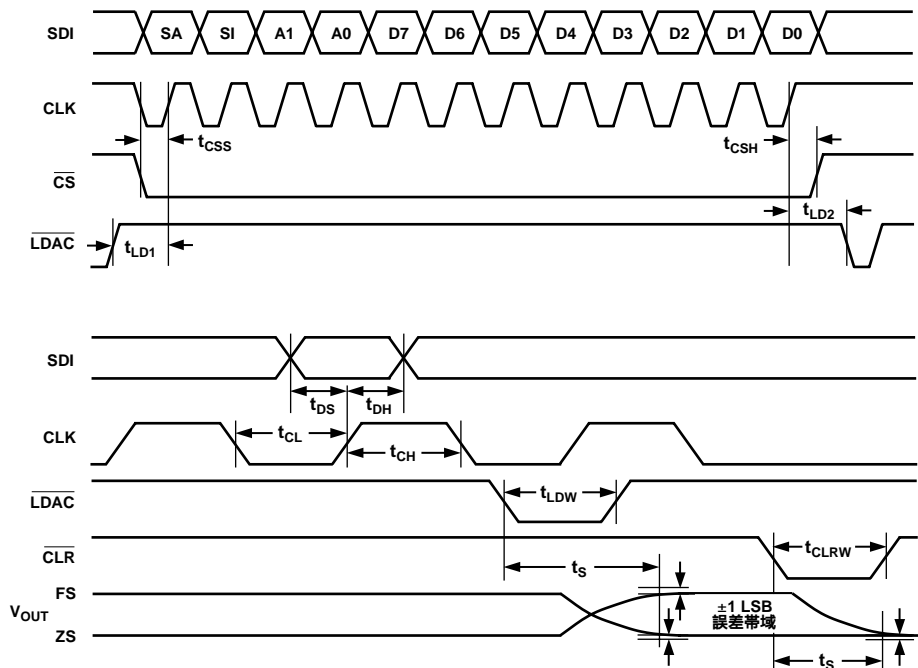 SDI SA SI A1 A0 D7 D6 D5 D4 D3 D2 D1 D0
CLK
tCSS tCSH
CS
tLD2
LDAC tLD1
SDI
tDS tDH
CLK tCL
tCH
LDAC tLDW
CLR tCLRW
tS
FS
VOUT ±1 LSB
誤差帯域
ZS
tS